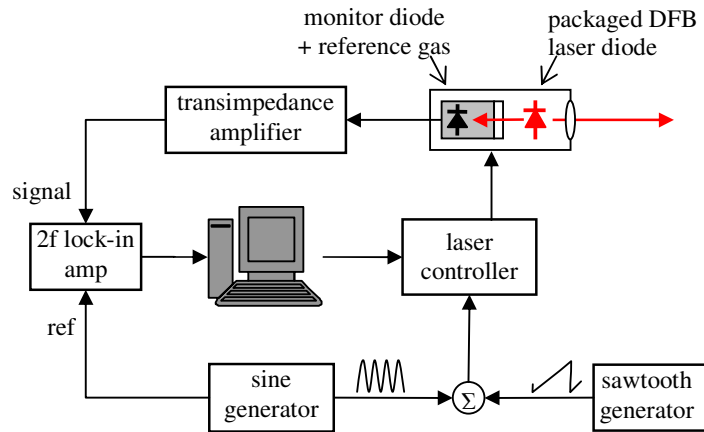 monitor diode
+ reference gas
packaged DFB
laser diode
transimpedance
amplifier
signal
2f lock-in
amp
laser
controller
ref
sine
generator
Σ
sawtooth
generator